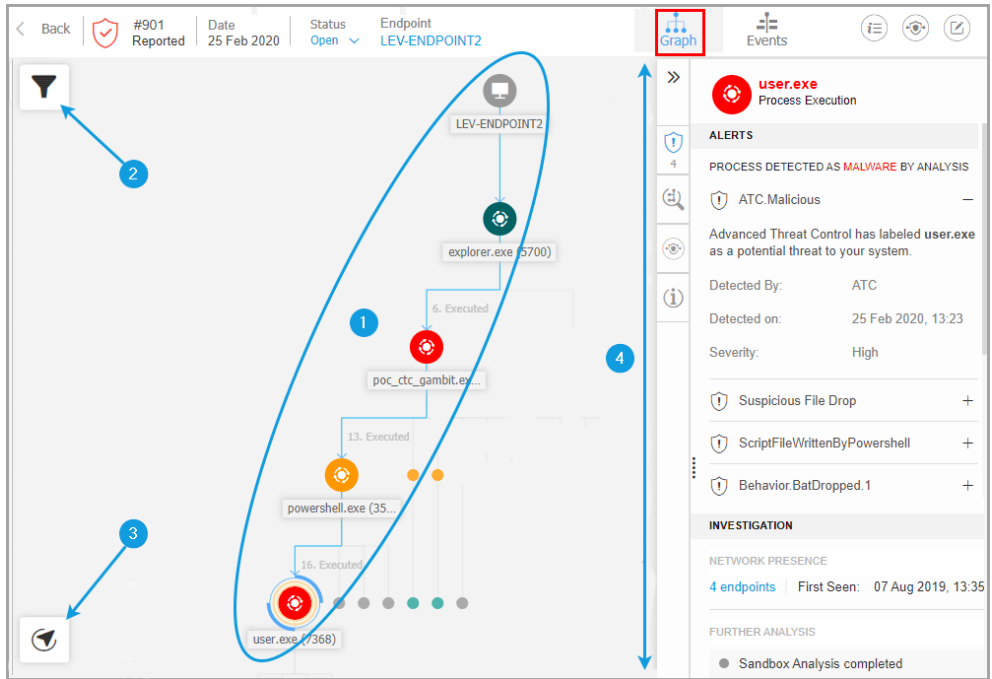 Back
#901
Reported
Date
25 Feb 2020
Status
Open
Endpoint
LEV-ENDPOINT2
Graph
Events
2
LEV-ENDPOINT2
explorer.exe (5700)
6. Executed
1
poc_ctc_gambit.ex...
4
13. Executed
powershell.exe (35...
3
16. Executed
user.exe (7368)
4
user.exe
Process Execution
ALERTS
PROCESS DETECTED AS MALWARE BY ANALYSIS
ATC.Malicious
Advanced Threat Control has labeled user.exe
as a potential threat to your system.
Detected By: ATC
Detected on: 25 Feb 2020, 13:23
Severity: High
Suspicious File Drop
ScriptFileWrittenByPowershell
Behavior.BatDropped.1
INVESTIGATION
NETWORK PRESENCE
4 endpoints First Seen: 07 Aug 2019, 13:35
FURTHER ANALYSIS
Sandbox Analysis completed